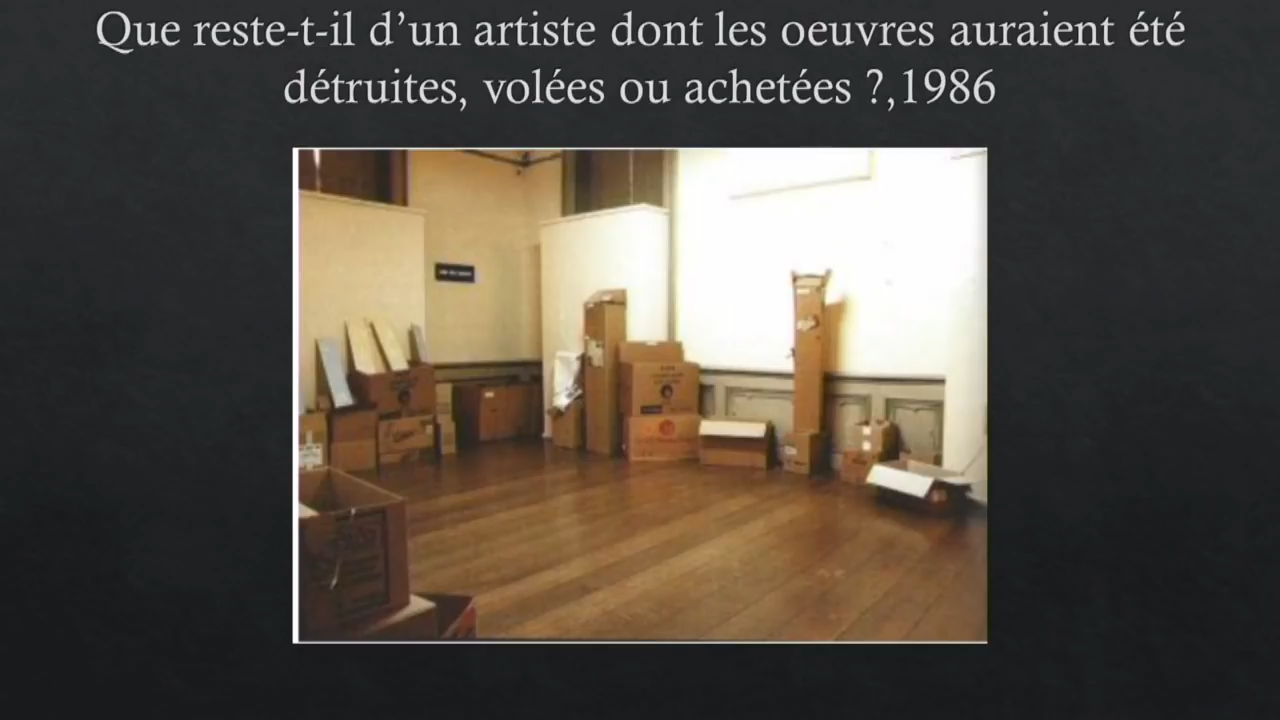 Que reste-t-il d’un artiste dont les oeuvres auraient été
détruites, volées ou achetées ?,1986